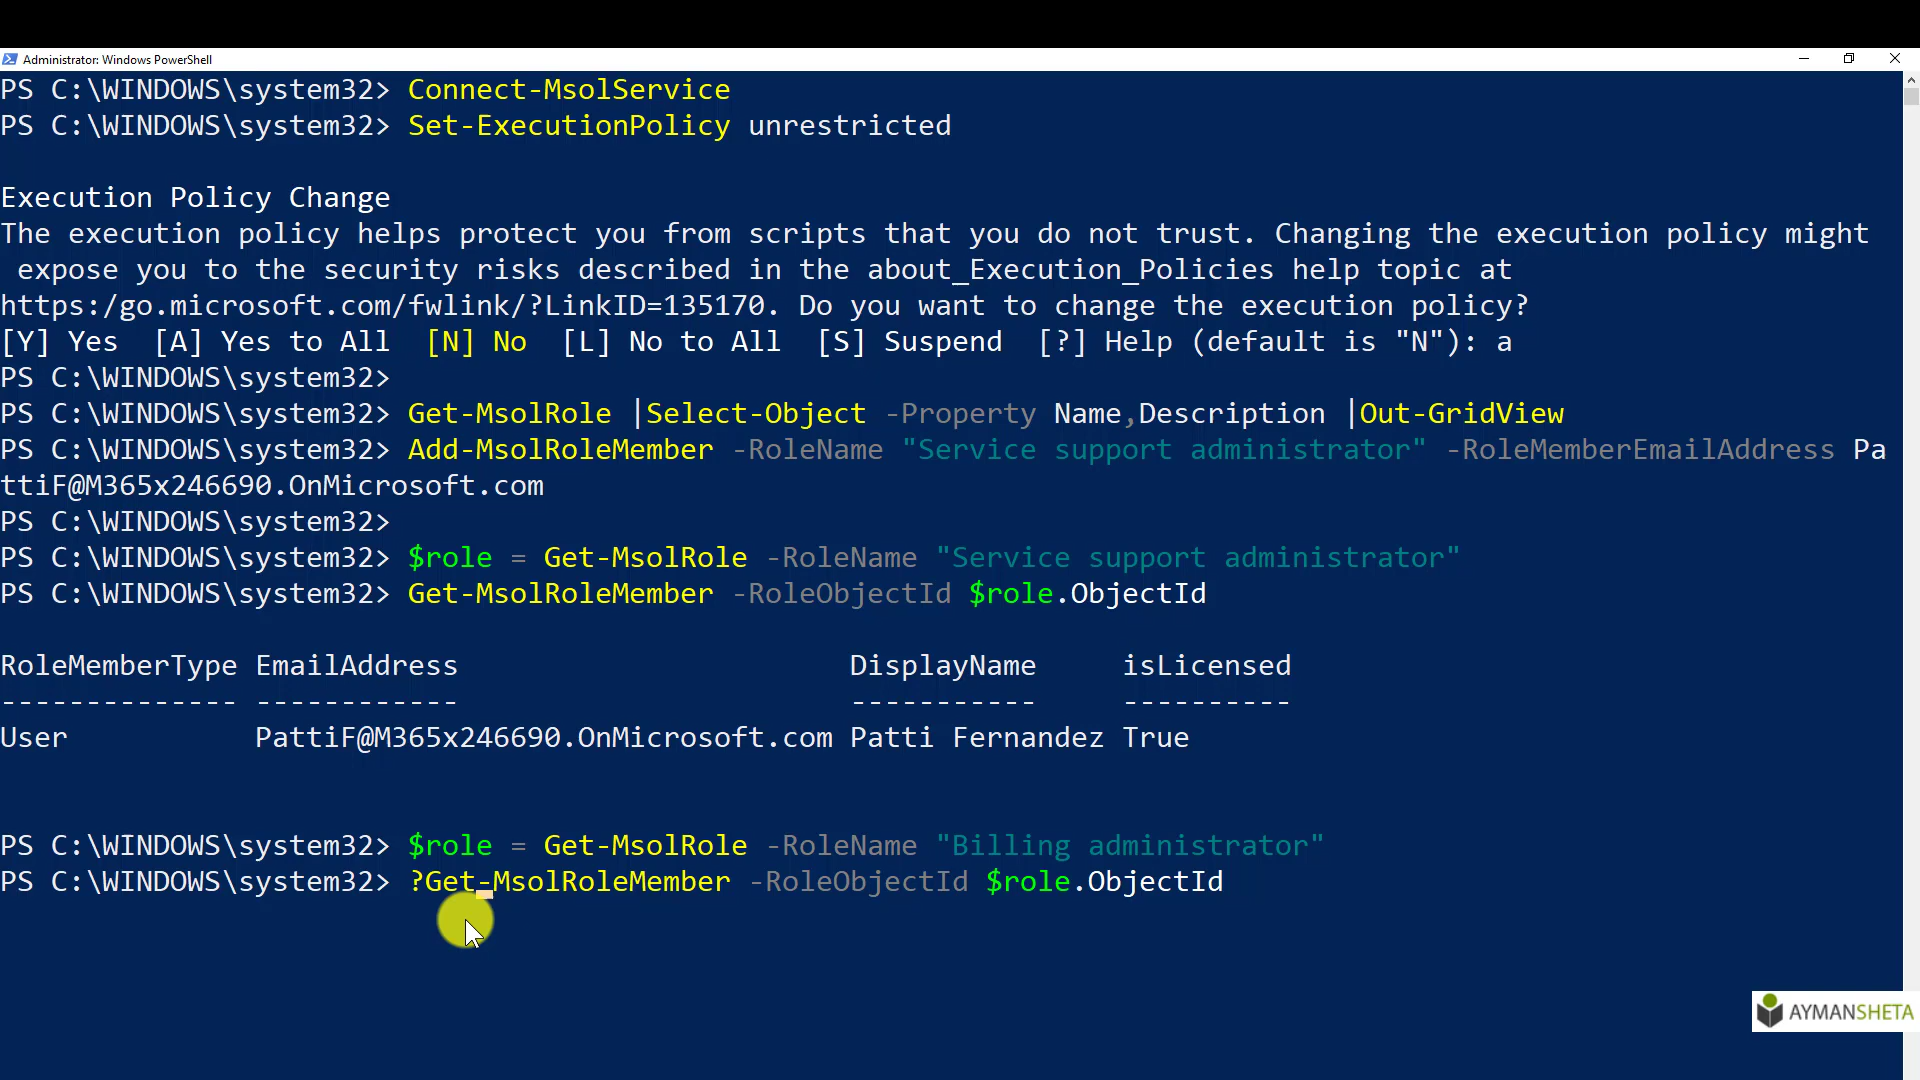 Administrator: Windows PowerShell
PS C:\WINDOWS\system32> Connect-MsolService
PS C:\WINDOWS\system32> Set-ExecutionPolicy unrestricted
Execution Policy Change
The execution policy helps protect you from scripts that you do not trust. Changing the execution policy might
expose you to the security risks described in the about_Execution_Policies help topic at
https:/go.microsoft.com/fwlink/?LinkID=135170. Do you want to change the execution policy?
[Y] Yes  [A] Yes to All  [N] No  [L] No to All  [S] Suspend  [?] Help (default is "N"): a
PS C:\WINDOWS\system32>
PS C:\WINDOWS\system32> Get-MsolRole |Select-Object -Property Name,Description |Out-GridView
PS C:\WINDOWS\system32> Add-MsolRoleMember -RoleName "Service support administrator" -RoleMemberEmailAddress Pa
ttiF@M365x246690.OnMicrosoft.com
PS C:\WINDOWS\system32>
PS C:\WINDOWS\system32> $role = Get-MsolRole -RoleName "Service support administrator"
PS C:\WINDOWS\system32> Get-MsolRoleMember -RoleObjectId $role.ObjectId
RoleMemberType EmailAddress                       DisplayName     isLicensed
-------------- ------------                       -----------     ----------
User           PattiF@M365x246690.OnMicrosoft.com Patti Fernandez True
PS C:\WINDOWS\system32> $role = Get-MsolRole -RoleName "Billing administrator"
PS C:\WINDOWS\system32> ?Get-MsolRoleMember -RoleObjectId $role.ObjectId
AYMANSHETA